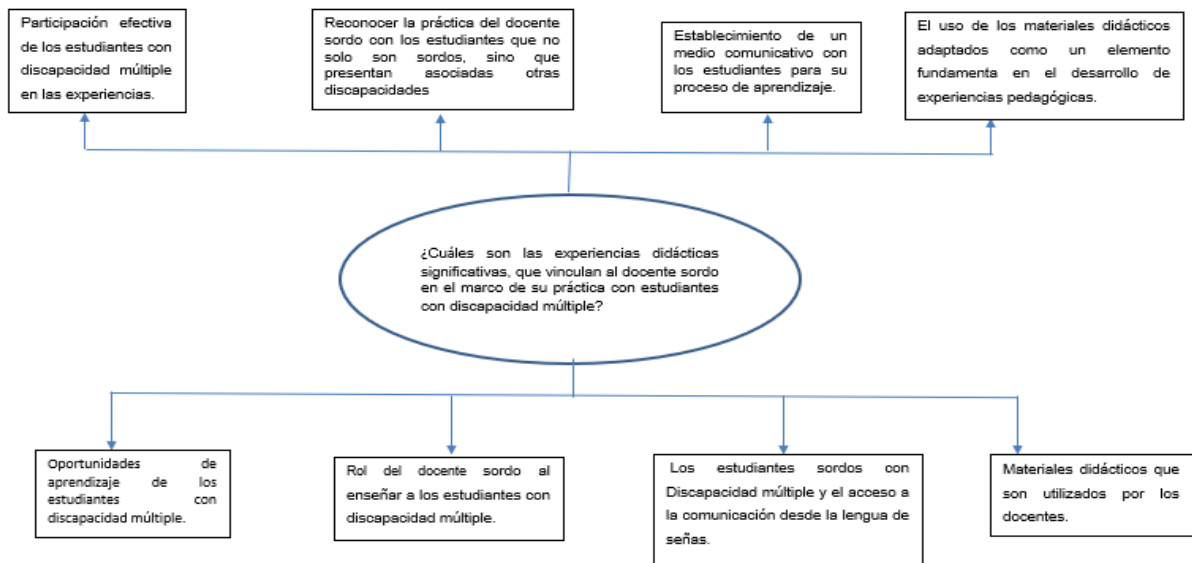 Participación efectiva
de los estudiantes con
discapacidad múltiple
en las experiencias.
Reconocer la práctica del docente
sordo con los estudiantes que no
solo son sordos, sino que
presentan asociadas otras
discapacidades
Establecimiento de un
medio comunicativo con
los estudiantes para su
proceso de aprendizaje.
El uso de los materiales didácticos
adaptados como un elemento
fundamenta en el desarrollo de
experiencias pedagógicas.
¿Cuáles son las experiencias didácticas
significativas, que vinculan al docente sordo
en el marco de su práctica con estudiantes
con discapacidad múltiple?
Oportunidades de
aprendizaje de los
estudiantes con
discapacidad múltiple.
Rol del docente sordo al
enseñar a los estudiantes con
discapacidad múltiple.
Los estudiantes sordos con
Discapacidad múltiple y el acceso a
la comunicación desde la lengua de
señas.
Materiales didácticos que
son utilizados por los
docentes.